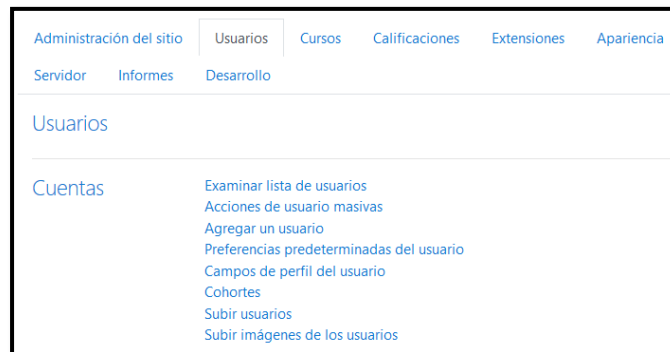 Administración del sitio Usuarios Cursos Calificaciones Extensiones Apariencia
Servidor Informes Desarrollo
Usuarios
Cuentas
Examinar lista de usuarios
Acciones de usuario masivas
Agregar un usuario
Preferencias predeterminadas del usuario
Campos de perfil del usuario
Cohortes
Subir usuarios
Subir imágenes de los usuarios